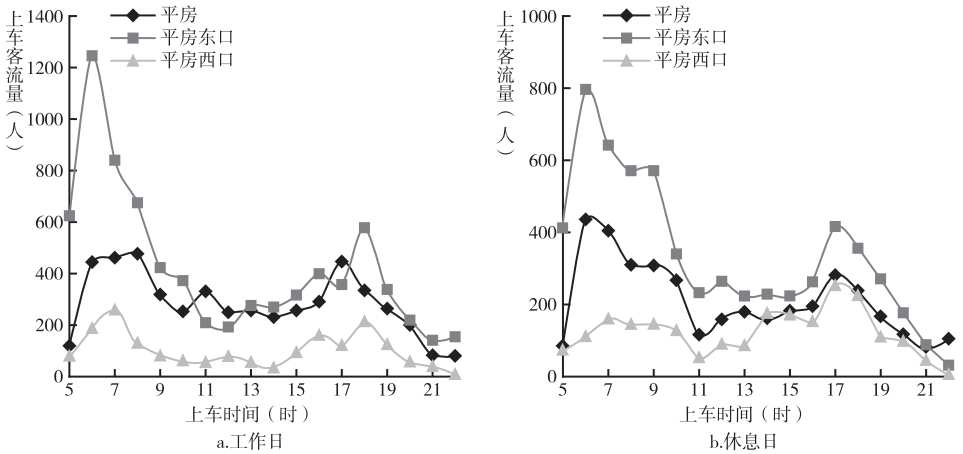 上车客流量（人）
1400
1200
1000
800
600
400
200
0
平房
平房东口
平房西口
5 7 9 11 13 15 17 19 21
上车时间（时）
a.工作日
上车客流量（人）
1000
800
600
400
200
0
平房
平房东口
平房西口
5 7 9 11 13 15 17 19 21
上车时间（时）
b.休息日